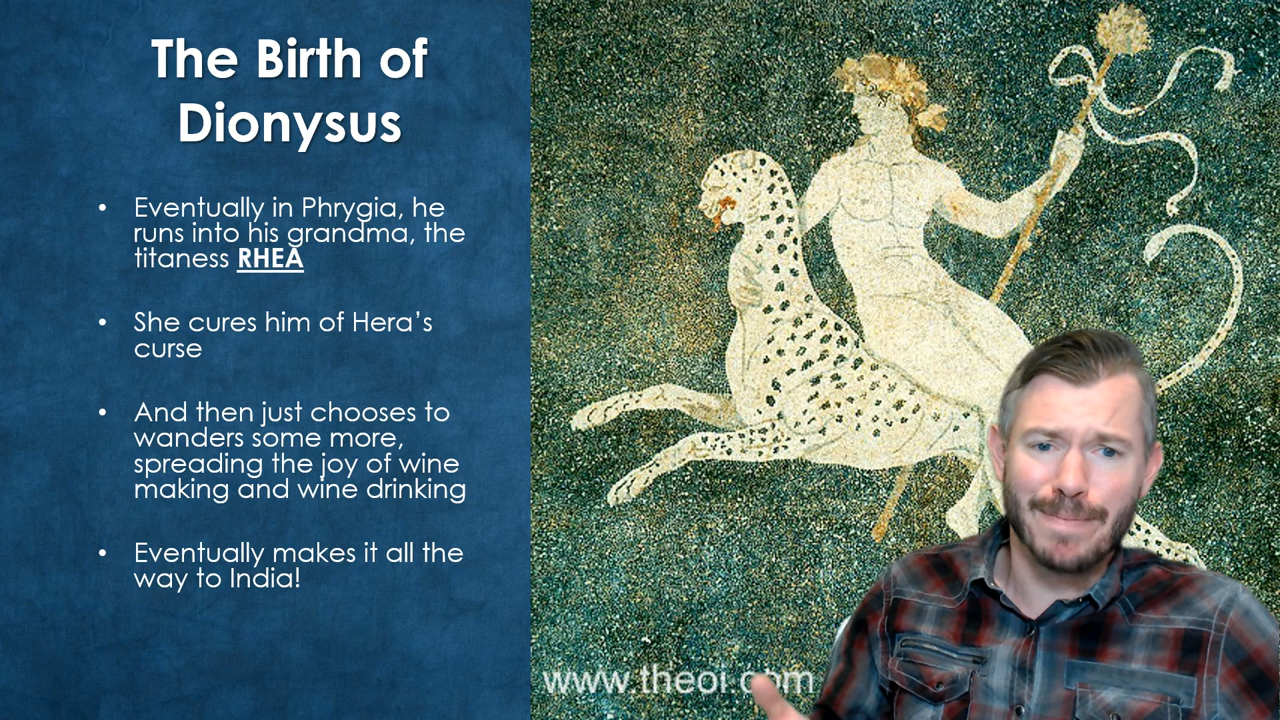 The Birth of
Dionysus
• Eventually in Phrygia, he
runs into his grandma, the
titaness RHEA
• She cures him of Hera’s
curse
• And then just chooses to
wanders some more,
spreading the joy of wine
making and wine drinking
• Eventually makes it all the
way to India!
www.theoi.com